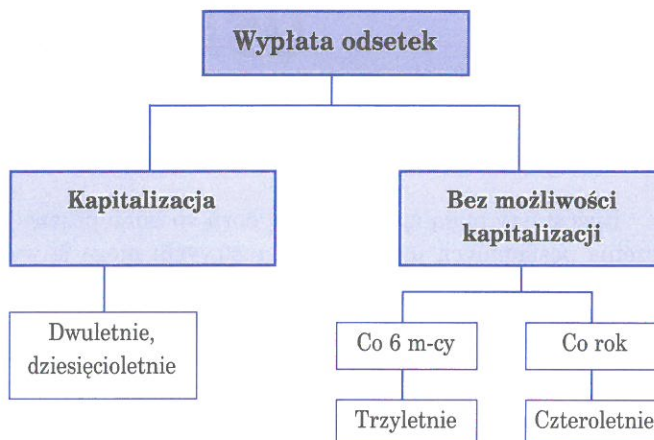 Wypłata odsetek
Kapitalizacja
Bez możliwości
kapitalizacji
Dwuletnie,
dziesięcioletnie
Co 6 m-cy
Co rok
Trzyletnie
Czteroletnie